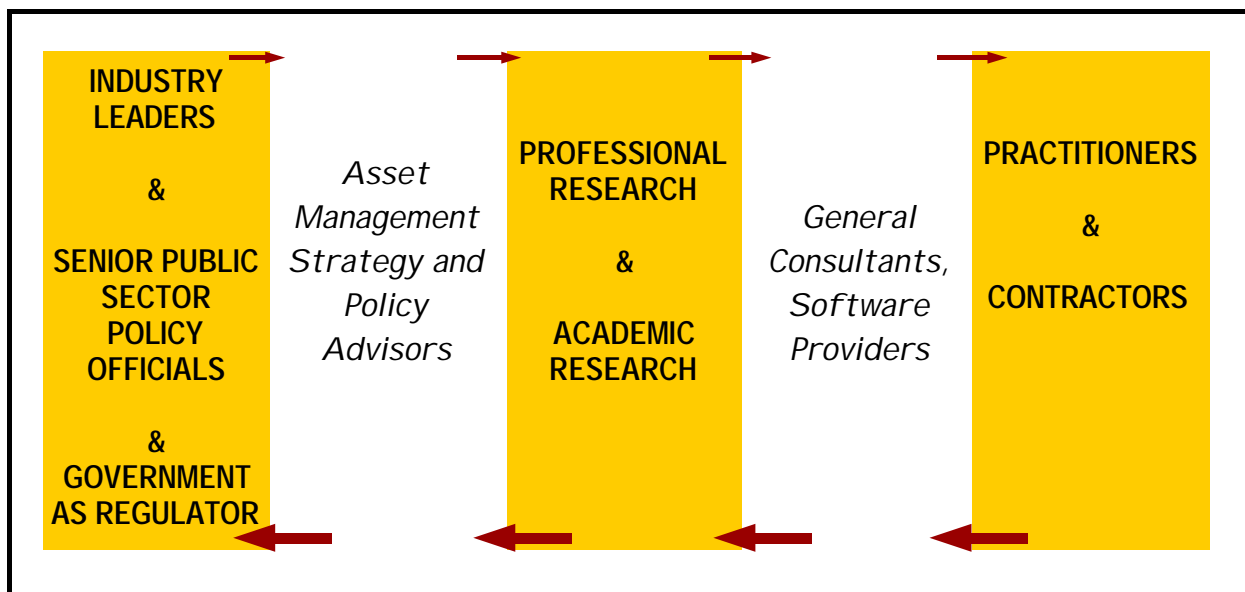 INDUSTRY
LEADERS
&
SENIOR PUBLIC
SECTOR
POLICY
OFFICIALS
&
GOVERNMENT
AS REGULATOR
Asset
Management
Strategy and
Policy
Advisors
PROFESSIONAL
RESEARCH
&
ACADEMIC
RESEARCH
General
Consultants,
Software
Providers
PRACTITIONERS
&
CONTRACTORS